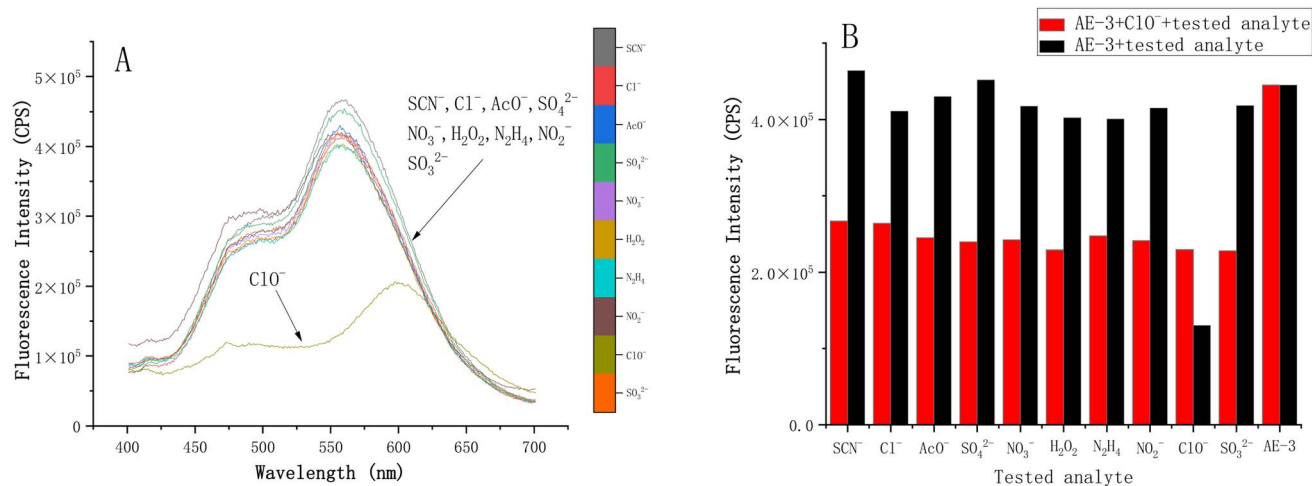 A
Fluorescence Intensity (CPS)
5×10⁵
4×10⁵
3×10⁵
2×10⁵
1×10⁵
0
400 450 500 550 600 650 700
Wavelength (nm)
SCN⁻, Cl⁻, AcO⁻, SO₄²⁻
NO₃⁻, H₂O₂, N₂H₄, NO₂⁻
SO₃²⁻
ClO⁻
SCN⁻
Cl⁻
AcO⁻
SO₄²⁻
NO₃⁻
H₂O₂
N₂H₄
NO₂⁻
ClO⁻
SO₃²⁻
B
AE-3+ClO⁻+tested analyte
AE-3+tested analyte
Fluorescence Intensity (CPS)
4.0×10⁵
2.0×10⁵
0.0
SCN⁻ Cl⁻ AcO⁻ SO₄²⁻ NO₃⁻ H₂O₂ N₂H₄ NO₂⁻ ClO⁻ SO₃²⁻ AE-3
Tested analyte